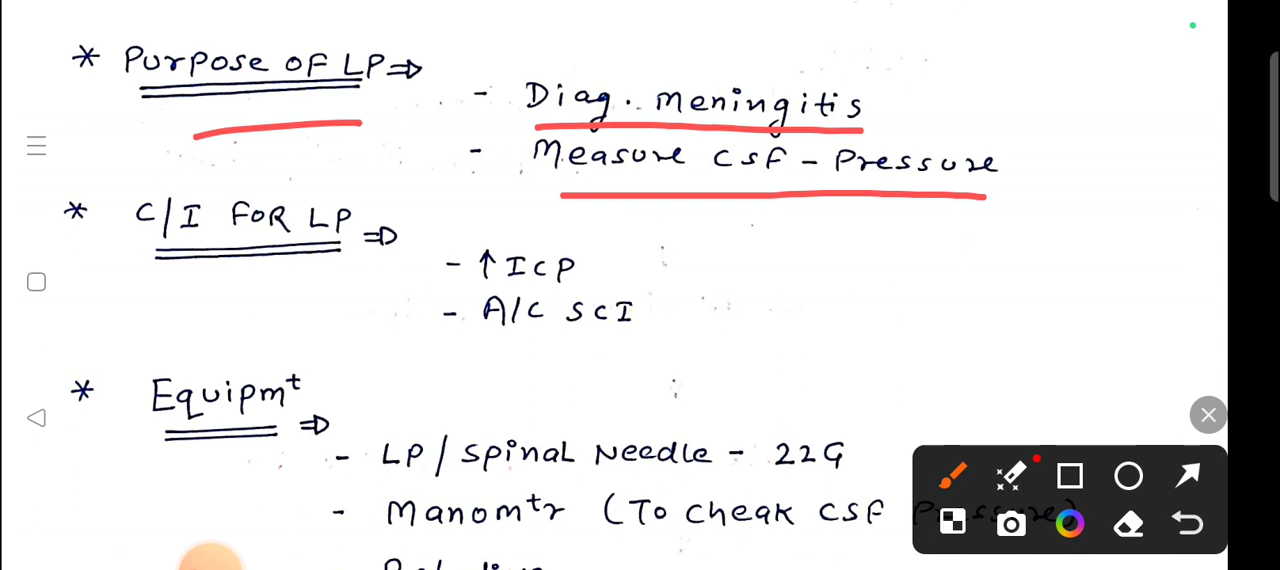 * Purpose OF LP ⇒
- Diag. meningitis
- Measure CSF - Pressure
* C/I FOR LP ⇒
- ↑ ICP
- A/C SCI
* Equipmt ⇒
- LP / Spinal Needle - 22G
- Manomtr (To cheak CSF Pressure)